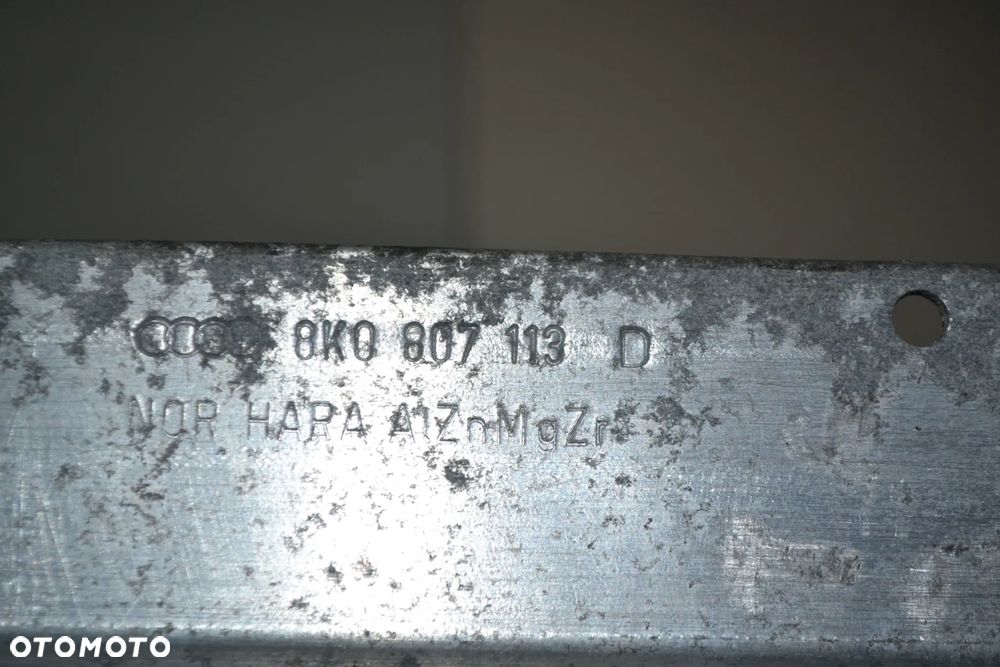 8K0 807 113 D
NOR HARA AlZnMgZr
OTOMOTO